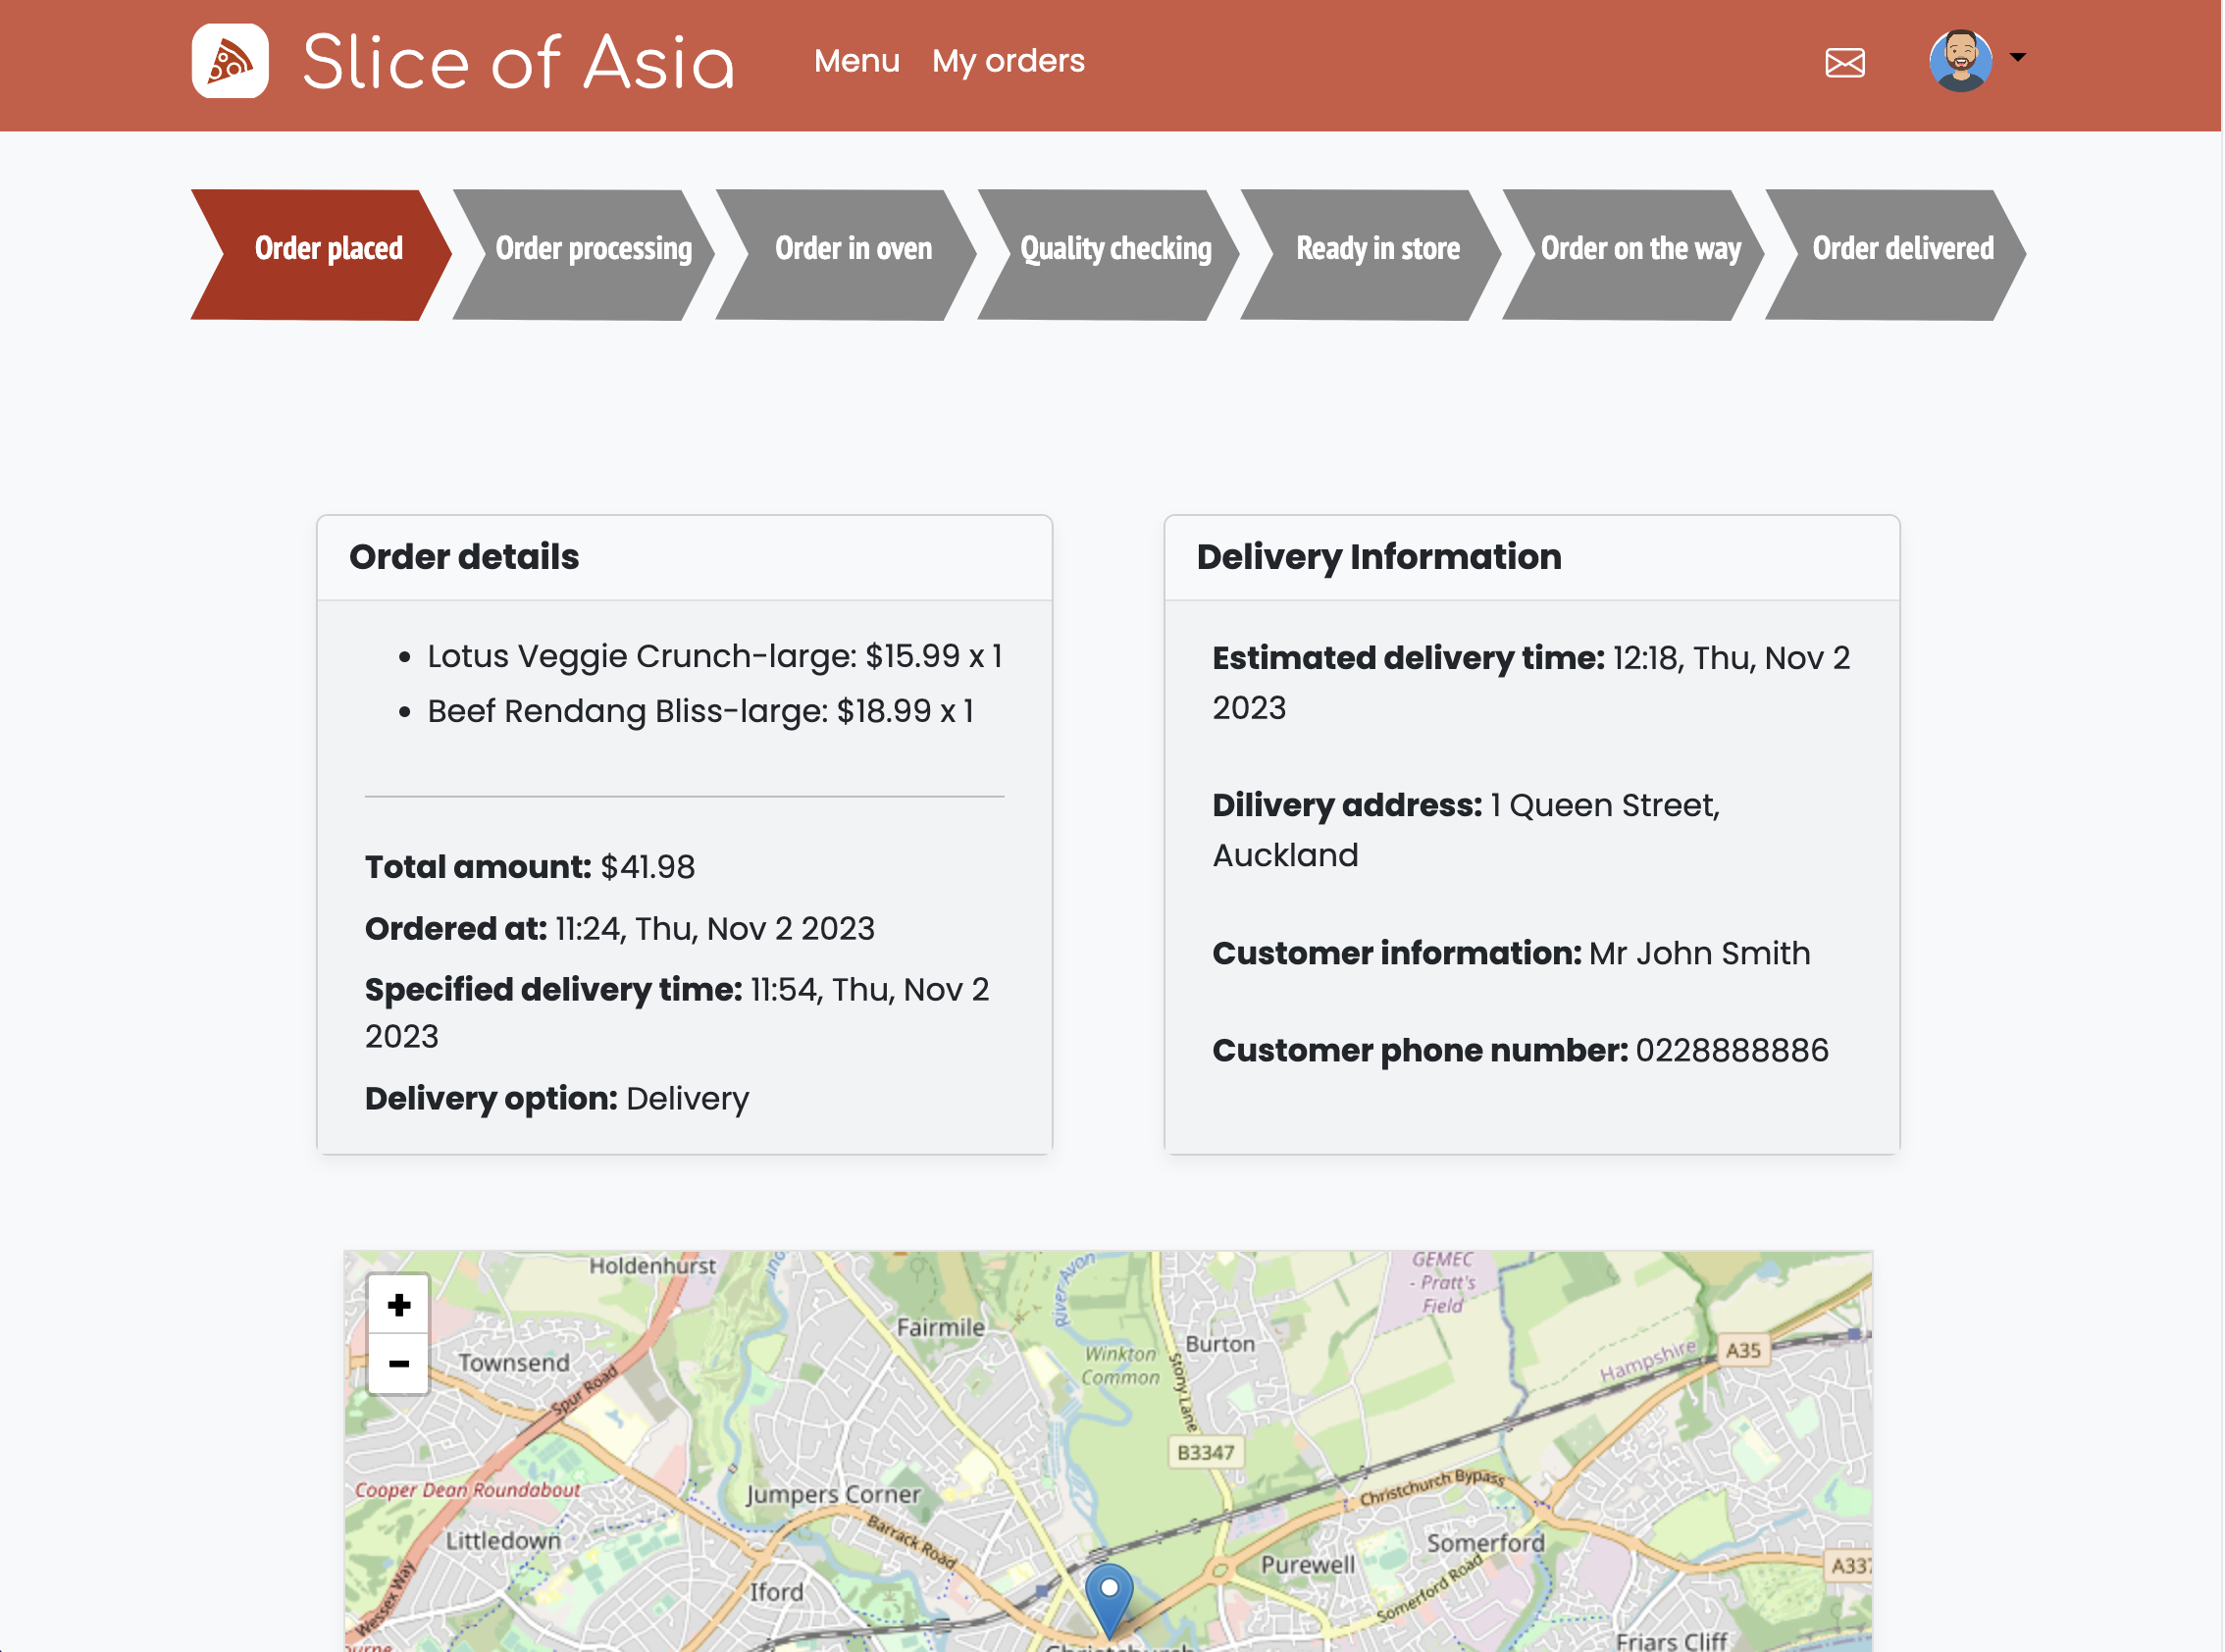 Slice of Asia
Menu
My orders
Order placed
Order processing
Order in oven
Quality checking
Ready in store
Order on the way
Order delivered
Order details
Lotus Veggie Crunch-large: $15.99 x 1
Beef Rendang Bliss-large: $18.99 x 1
Total amount: $41.98
Ordered at: 11:24, Thu, Nov 2 2023
Specified delivery time: 11:54, Thu, Nov 2
2023
Delivery option: Delivery
Delivery Information
Estimated delivery time: 12:18, Thu, Nov 2
2023
Dilivery address: 1 Queen Street,
Auckland
Customer information: Mr John Smith
Customer phone number: 0228888886
+
−
Holdenhurst
River Avon
GEMEC
- Pratt's
Field
Fairmile
Burton
Townsend
Winkton
Common
Stony Lane
Hampshire
A35
Spur Road
B3347
Cooper Dean Roundabout
Jumpers Corner
Christchurch Bypass
Littledown
Barrack Road
Somerford
Purewell
Iford
Somerford Road
Wessex Way
Christchurch
Friars Cliff